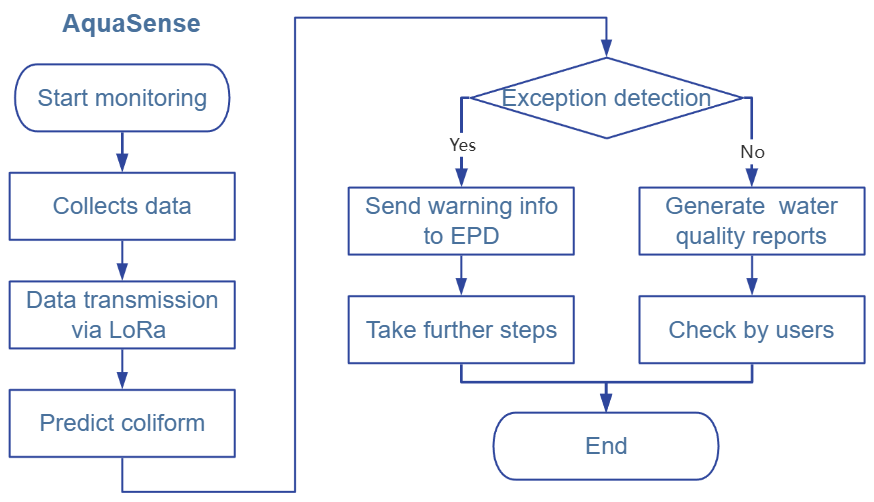 AquaSense
Start monitoring
Collects data
Data transmission
via LoRa
Predict coliform
Exception detection
Yes
No
Send warning info
to EPD
Generate  water
quality reports
Take further steps
Check by users
End